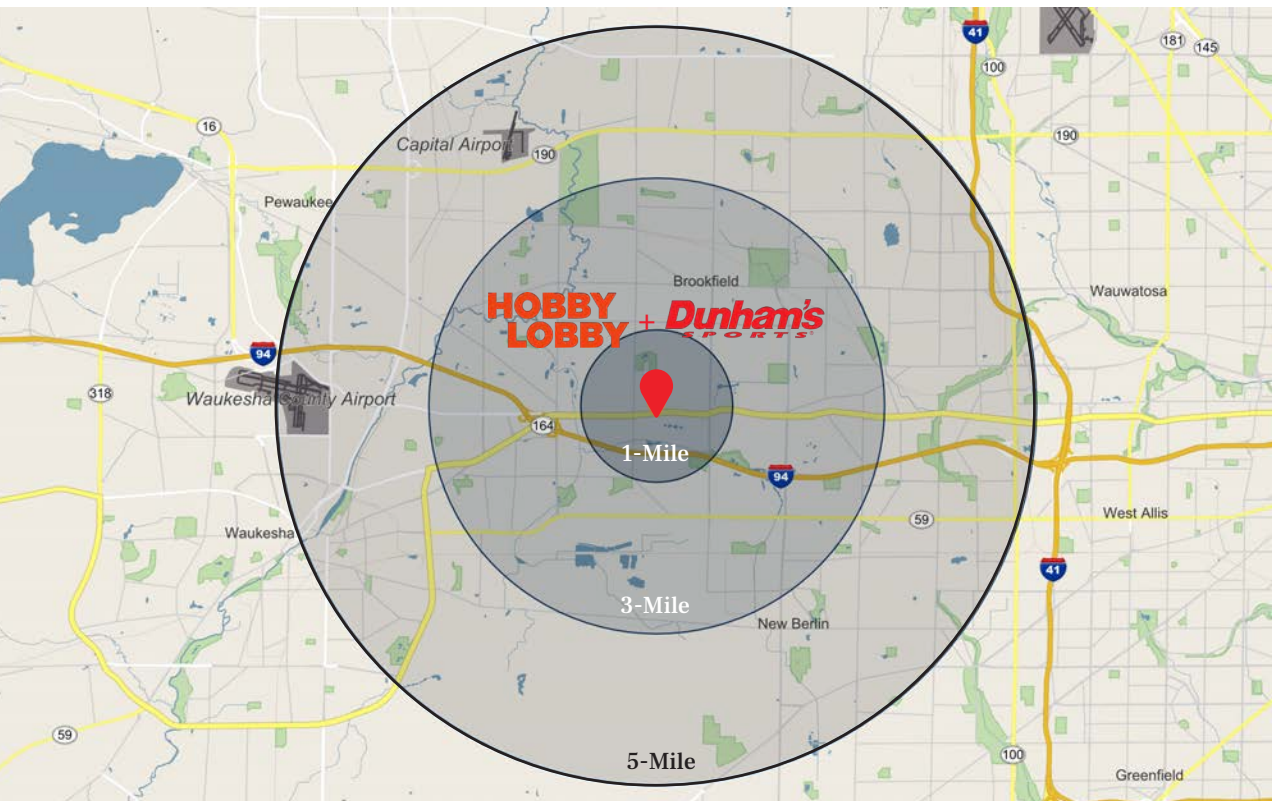 41
181
145
100
16
190
Capital Airport
190
Pewaukee
Brookfield
Wauwatosa
HOBBY
LOBBY
+
Dunham's
SPORTS
94
318
Waukesha County Airport
164
1-Mile
94
59
West Allis
Waukesha
41
3-Mile
New Berlin
59
5-Mile
100
Greenfield